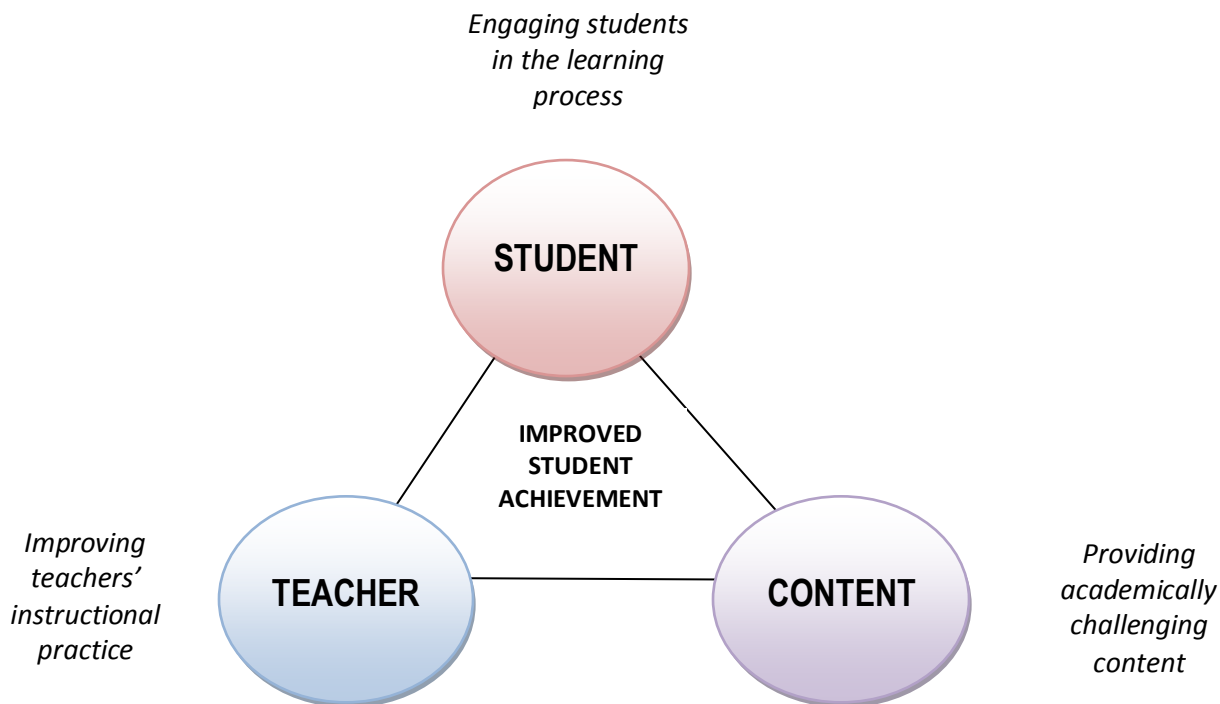 Engaging students
in the learning
process
STUDENT
IMPROVED
STUDENT
ACHIEVEMENT
Improving
teachers’
instructional
practice
TEACHER
CONTENT
Providing
academically
challenging
content